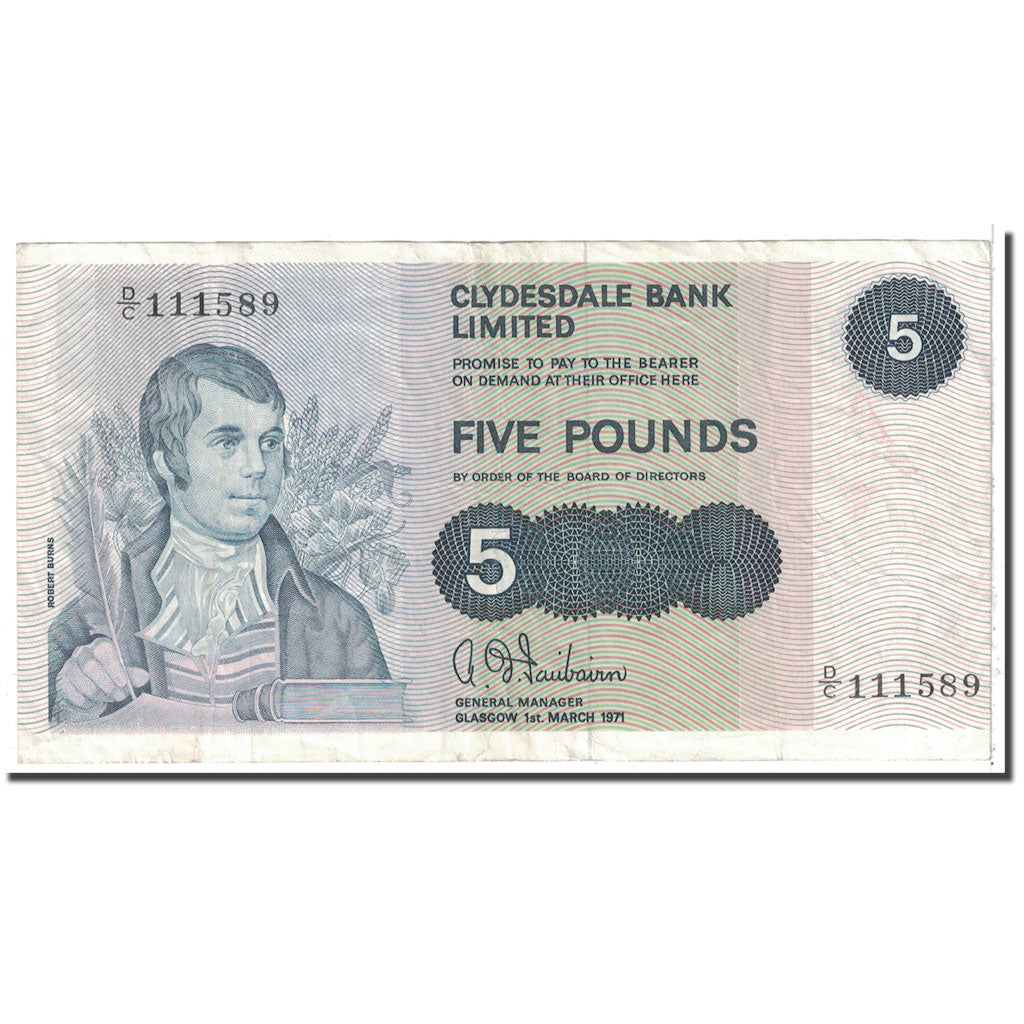 D/C 111589
CLYDESDALE BANK
LIMITED
PROMISE TO PAY TO THE BEARER
ON DEMAND AT THEIR OFFICE HERE
5
FIVE POUNDS
BY ORDER OF THE BOARD OF DIRECTORS
5
ROBERT BURNS
A. D. Fairbairn
D/C 111589
GENERAL MANAGER
GLASGOW 1st. MARCH 1971